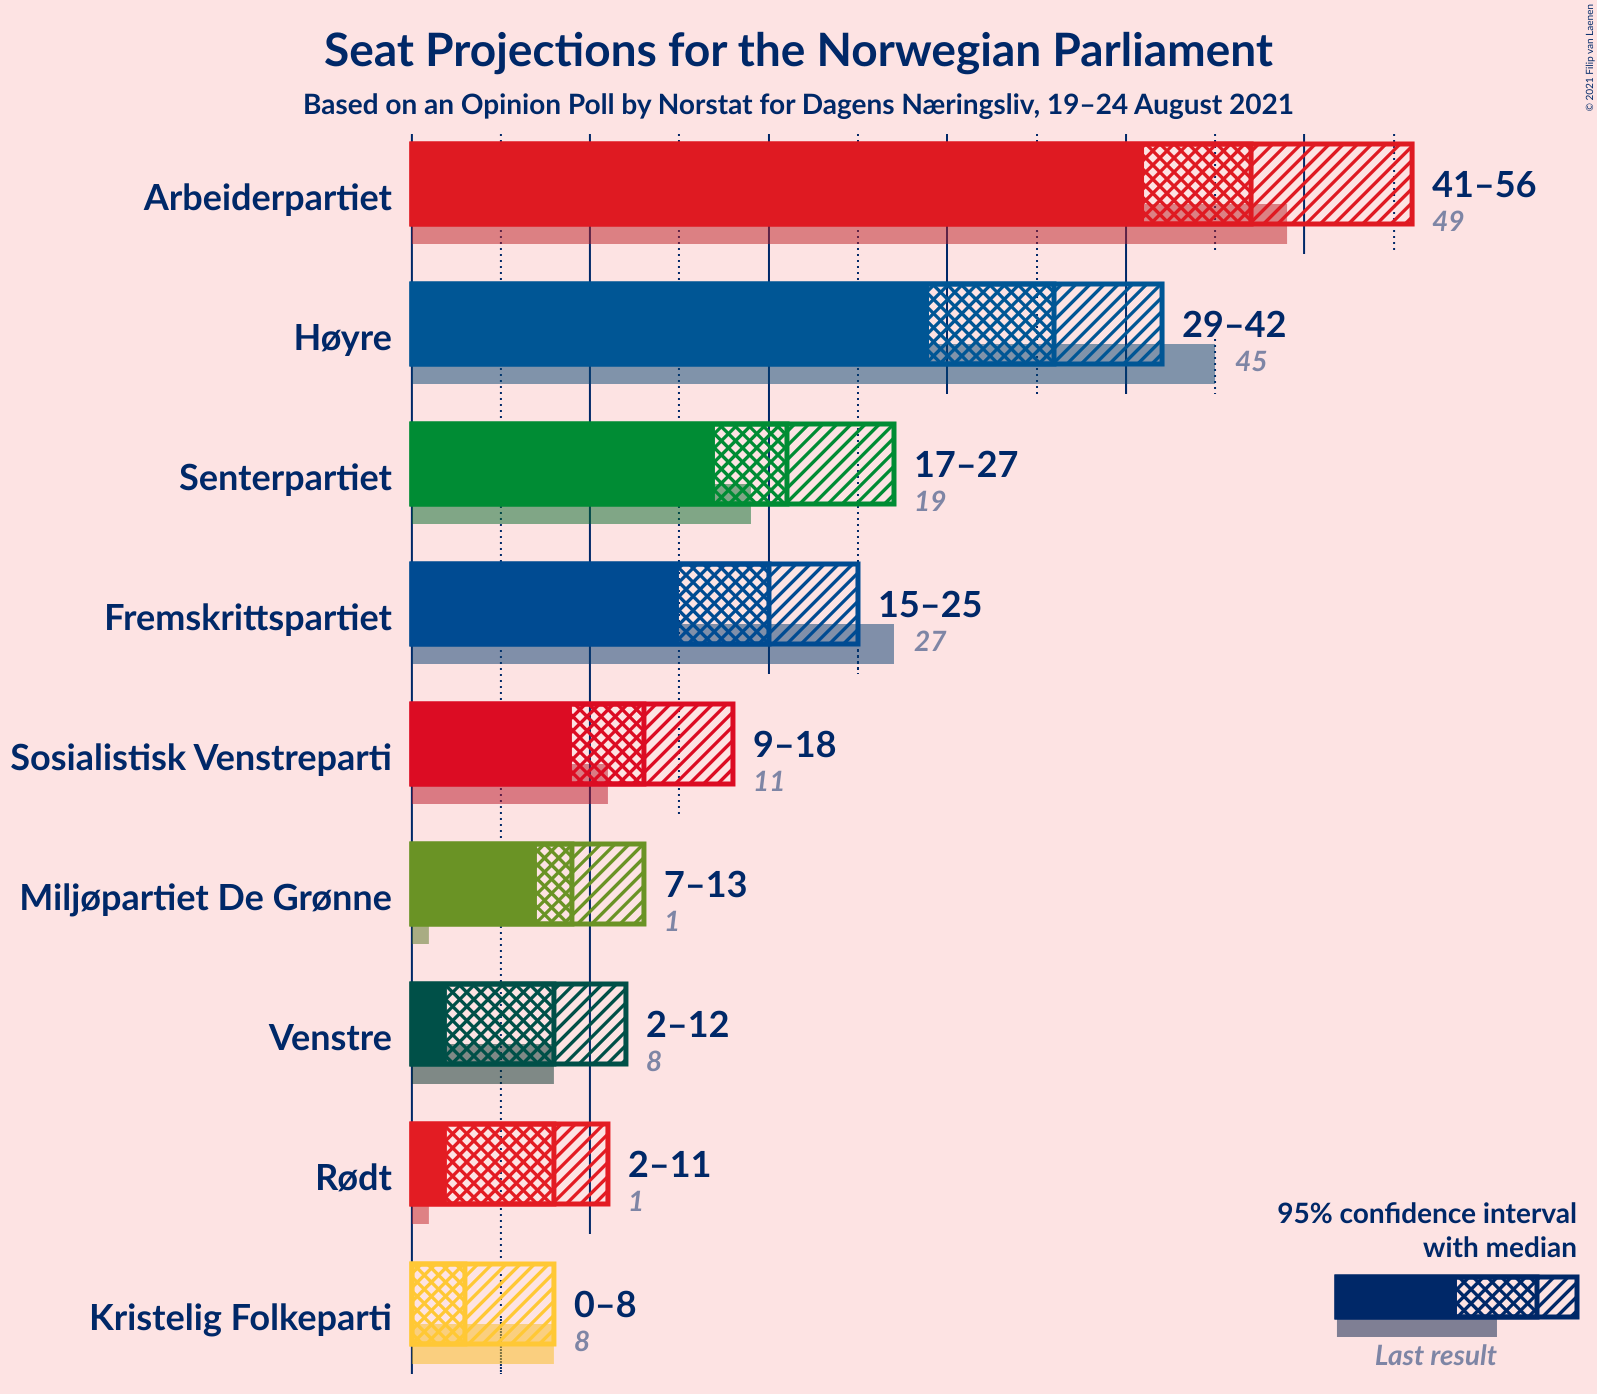 Seat Projections for the Norwegian Parliament
Based on an Opinion Poll by Norstat for Dagens Næringsliv, 19–24 August 2021
© 2021 Filip van Laenen
Arbeiderpartiet
41–56
49
Høyre
29–42
45
Senterpartiet
17–27
19
Fremskrittspartiet
15–25
27
Sosialistisk Venstreparti
9–18
11
Miljøpartiet De Grønne
7–13
1
Venstre
2–12
8
Rødt
2–11
1
Kristelig Folkeparti
0–8
8
95% confidence interval
with median
Last result